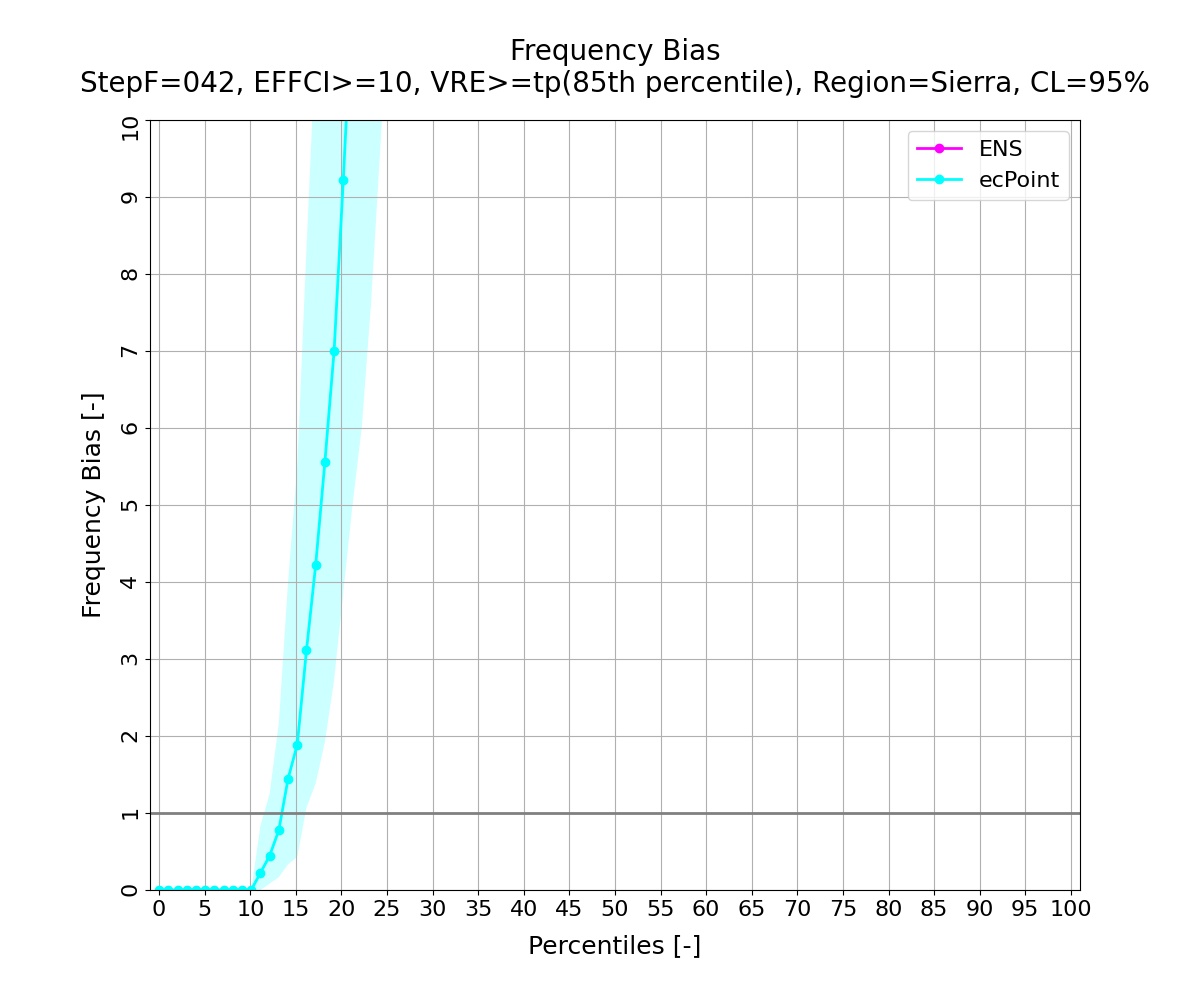 Frequency Bias
StepF=042, EFFCI>=10, VRE>=tp(85th percentile), Region=Sierra, CL=95%
ENS
ecPoint
Frequency Bias [-]
10
9
8
7
6
5
4
3
2
1
0
0 5 10 15 20 25 30 35 40 45 50 55 60 65 70 75 80 85 90 95 100
Percentiles [-]